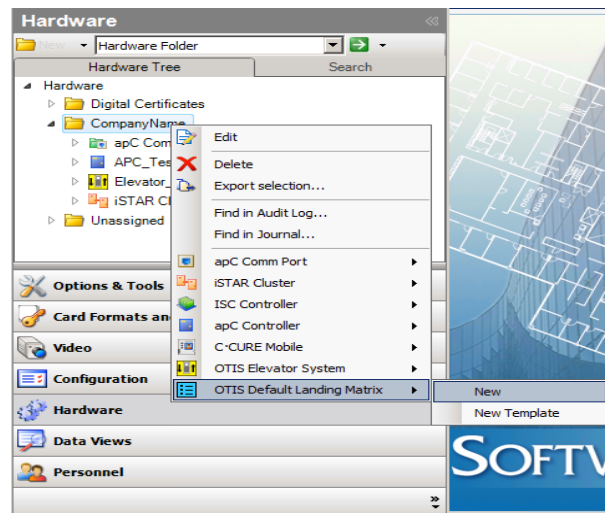 Hardware
New
Hardware Folder
Hardware Tree
Search
Hardware
Digital Certificates
CompanyName
apC Com
APC_Tes
Elevator_
iSTAR Cl
Unassigned
Edit
Delete
Export selection...
Find in Audit Log...
Find in Journal...
apC Comm Port
iSTAR Cluster
ISC Controller
apC Controller
C•CURE Mobile
OTIS Elevator System
OTIS Default Landing Matrix
New
New Template
Options & Tools
Card Formats an
Video
Configuration
Hardware
Data Views
Personnel
SOFTW